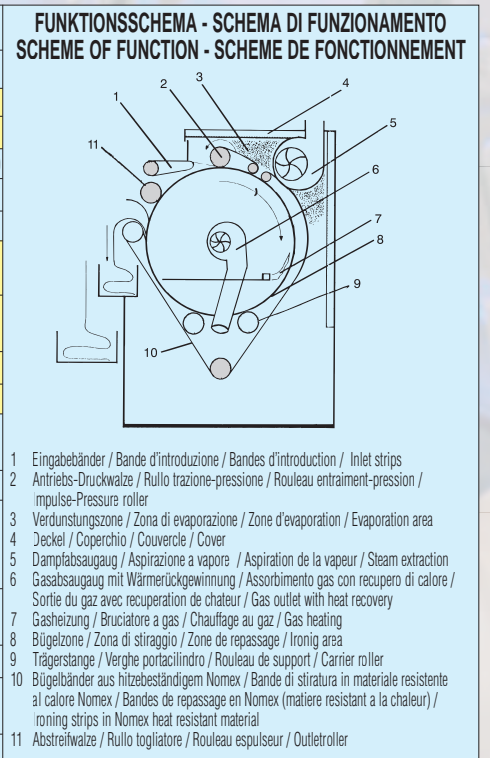 FUNKTIONSSCHEMA - SCHEMA DI FUNZIONAMENTO
SCHEME OF FUNCTION - SCHEME DE FONCTIONNEMENT
1
2
3
4
5
6
7
8
9
10
11
1 Eingabebänder / Bande d'introduzione / Bandes d'introduction / Inlet strips
2 Antriebs-Druckwalze / Rullo trazione-pressione / Rouleau entraiment-pression /
Impulse-Pressure roller
3 Verdunstungszone / Zona di evaporazione / Zone d'evaporation / Evaporation area
4 Deckel / Coperchio / Couvercle / Cover
5 Dampfabsaugaug / Aspirazione a vapore / Aspiration de la vapeur / Steam extraction
6 Gasabsaugaug mit Wärmerückgewinnung / Assorbimento gas con recupero di calore /
Sortie du gaz avec recuperation de chateur / Gas outlet with heat recovery
7 Gasheizung / Bruciatore a gas / Chauffage au gaz / Gas heating
8 Bügelzone / Zona di stiraggio / Zone de repassage / Ironig area
9 Trägerstange / Verghe portacilindro / Rouleau de support / Carrier roller
10 Bügelbänder aus hitzebeständigem Nomex / Bande di stiratura in materiale resistente
al calore Nomex / Bandes de repassage en Nomex (matiere resistant a la chaleur) /
Ironing strips in Nomex heat resistant material
11 Abstreifwalze / Rullo togliatore / Rouleau espulseur / Outletroller